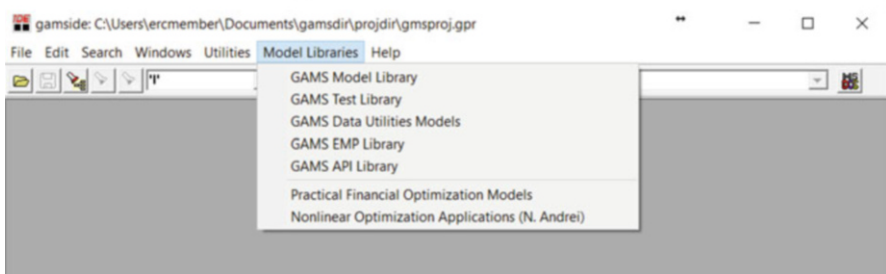 gamside: C:\Users\ercmember\Documents\gamsdir\projdir\gmsproj.gpr
File Edit Search Windows Utilities Model Libraries Help
GAMS Model Library
GAMS Test Library
GAMS Data Utilities Models
GAMS EMP Library
GAMS API Library
Practical Financial Optimization Models
Nonlinear Optimization Applications (N. Andrei)